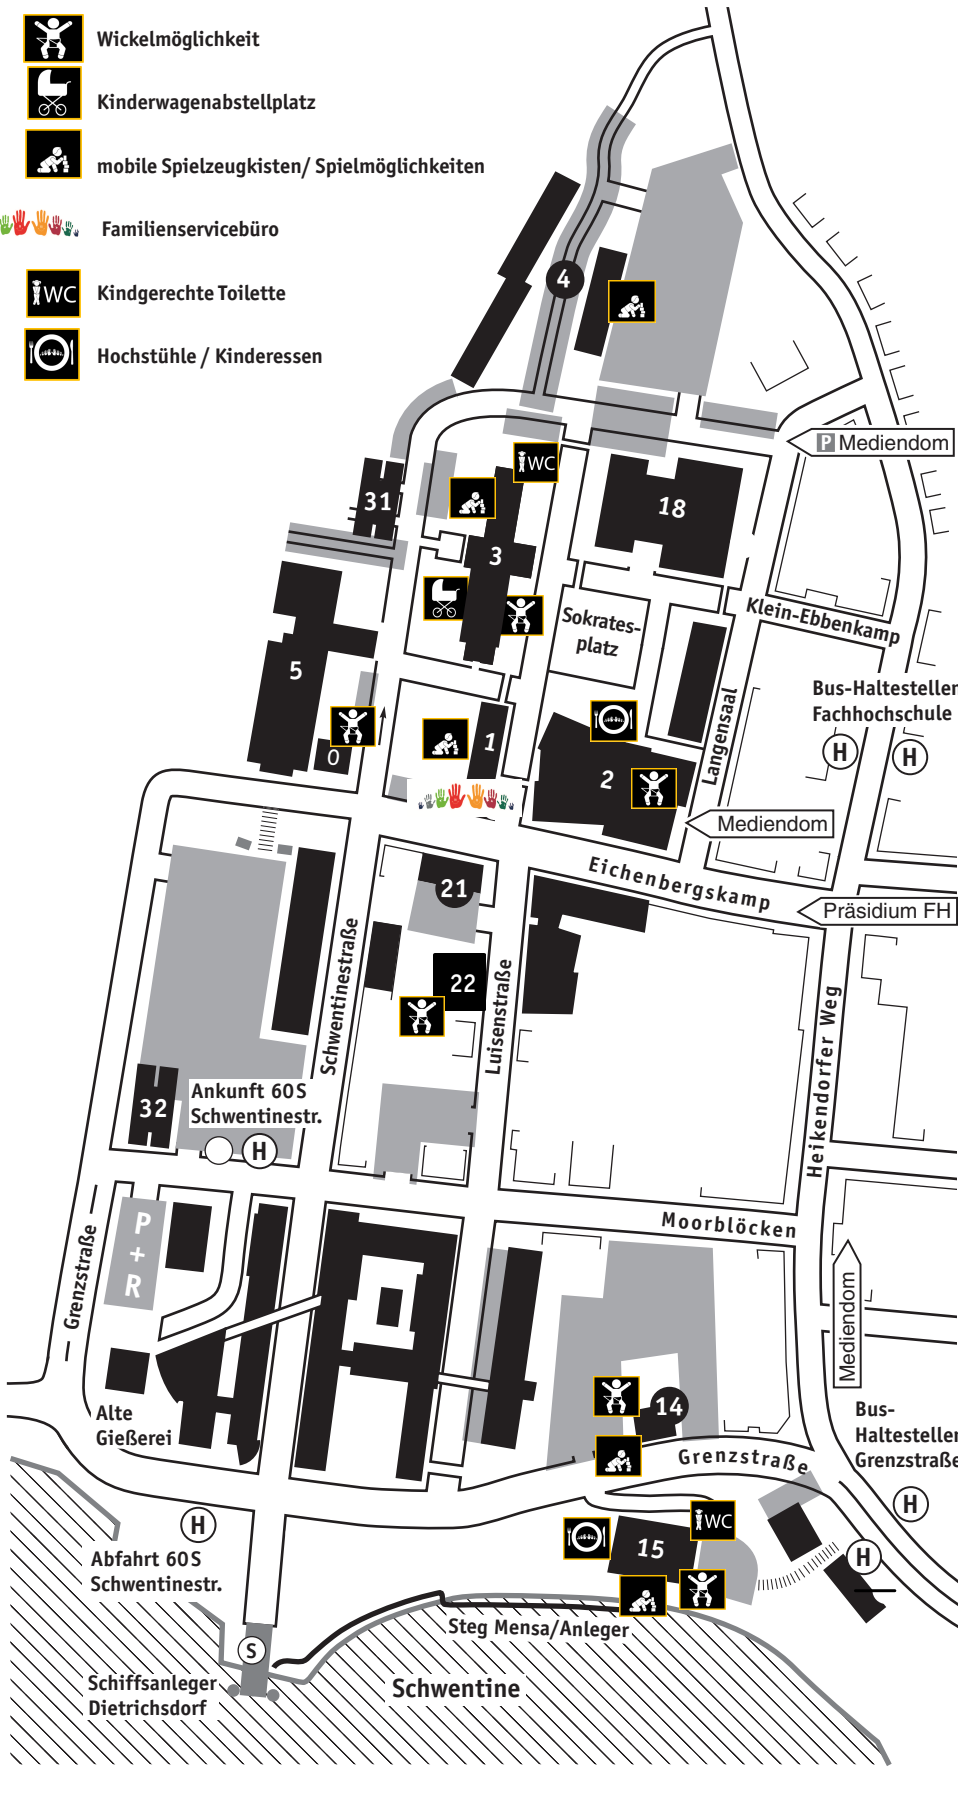 Wickelmöglichkeit
Kinderwagenabstellplatz
mobile Spielzeugkisten/ Spielmöglichkeiten
Familienservicebüro
WC
Kindgerechte Toilette
Hochstühle / Kinderessen
4
P Mediendom
WC
31
18
3
Klein-Ebbenkamp
Sokrates-
platz
5
Bus-Haltestellen
Fachhochschule
H
H
Langensaal
0
1
2
Mediendom
Eichenbergskamp
21
Präsidium FH
Schwentinestraße
22
Luisenstraße
Heikendorfer Weg
32
Ankunft 60S
Schwentinestr.
H
P
+
R
Grenzstraße
Moorblöcken
Mediendom
Alte
Gießerei
14
Bus-
Haltestellen
Grenzstraße
Grenzstraße
H
H
WC
15
H
Abfahrt 60S
Schwentinestr.
Steg Mensa/Anleger
S
Schiffsanleger
Dietrichsdorf
Schwentine